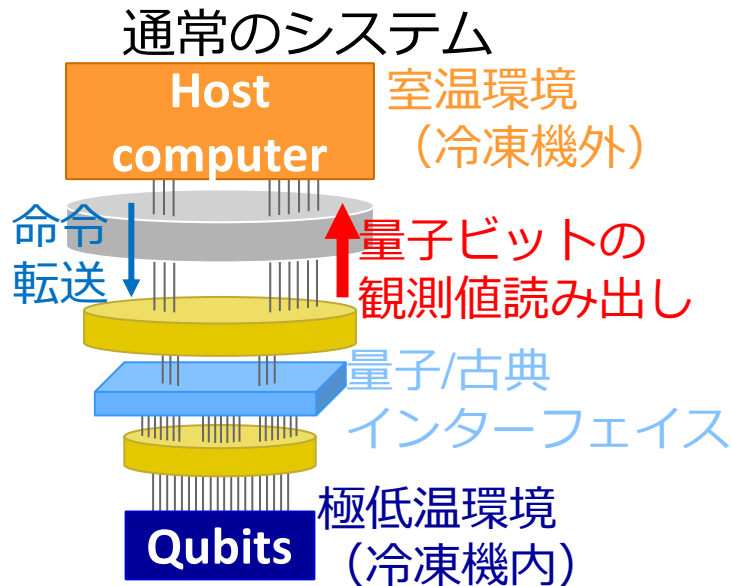 通常のシステム
Host
computer
室温環境
（冷凍機外）
命令
転送
量子ビットの
観測値読み出し
量子/古典
インターフェイス
極低温環境
（冷凍機内）
Qubits